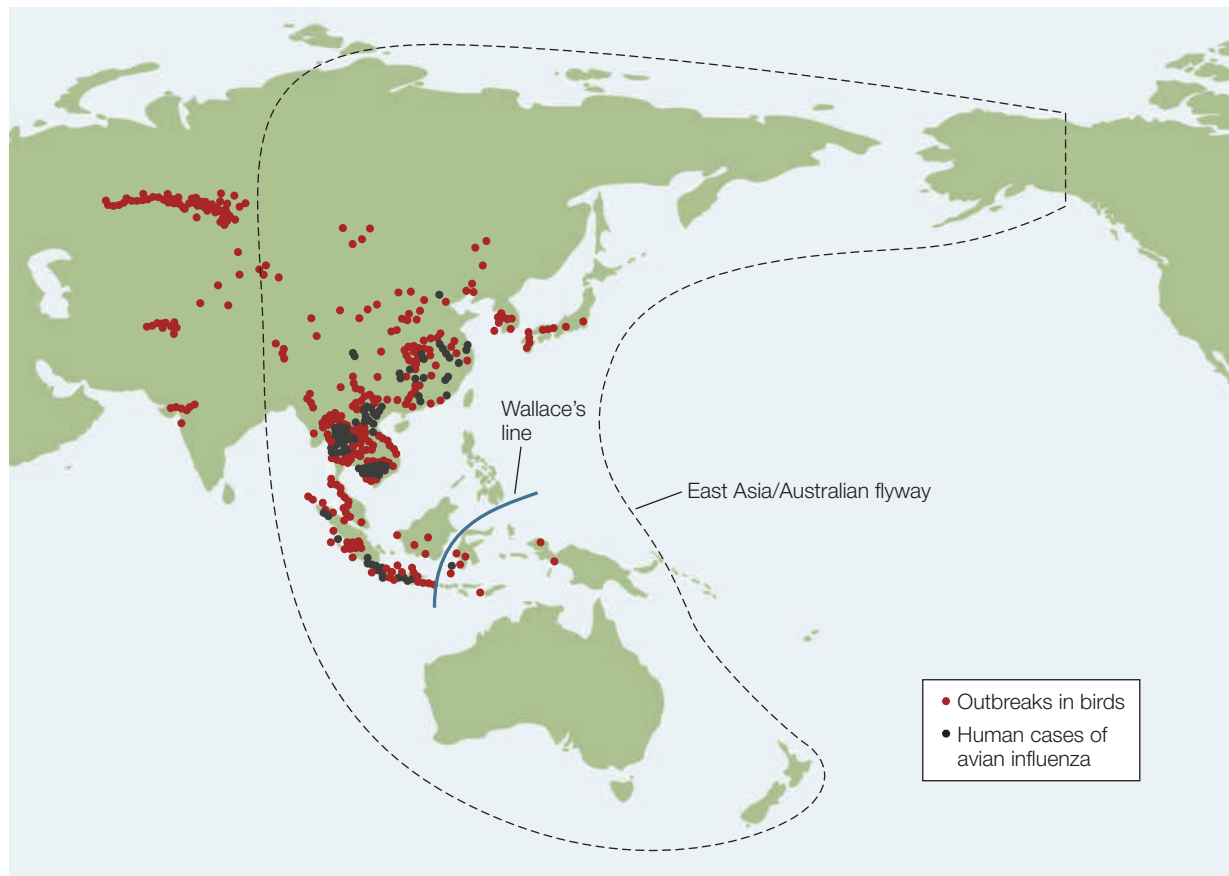 Wallace's
line
East Asia/Australian flyway
Outbreaks in birds
Human cases of
avian influenza